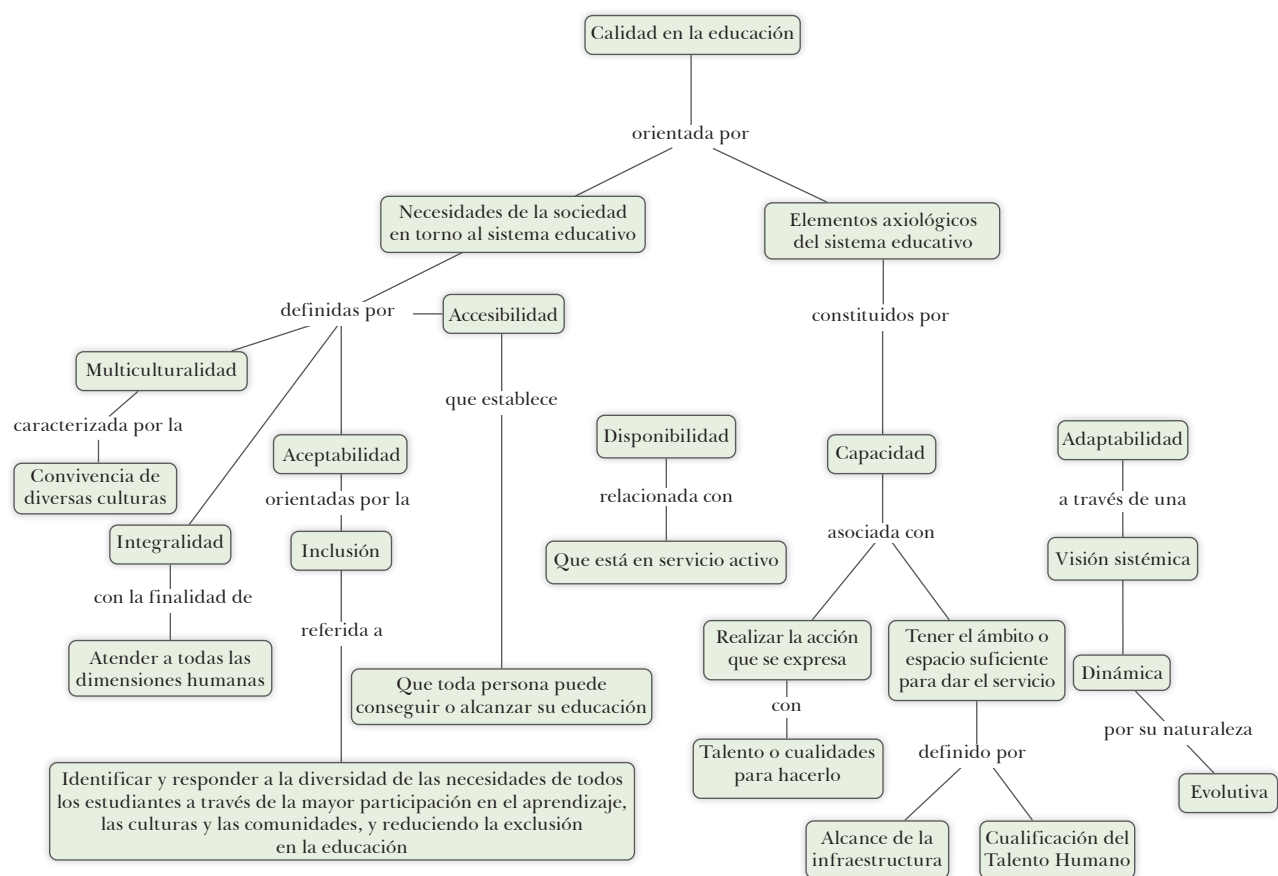 Calidad en la educación
orientada por
Necesidades de la sociedad
en torno al sistema educativo
Elementos axiológicos
del sistema educativo
definidas por
Accesibilidad
constituidos por
Multiculturalidad
que establece
caracterizada por la
Disponibilidad
Adaptabilidad
Aceptabilidad
Capacidad
Convivencia de
diversas culturas
orientadas por la
relacionada con
a través de una
Integralidad
Inclusión
asociada con
Que está en servicio activo
Visión sistémica
con la finalidad de
referida a
Realizar la acción
que se expresa
Tener el ámbito o
espacio suficiente
para dar el servicio
Atender a todas las
dimensiones humanas
Dinámica
Que toda persona puede
conseguir o alcanzar su educación
con
por su naturaleza
Talento o cualidades
para hacerlo
definido por
Identificar y responder a la diversidad de las necesidades de todos
los estudiantes a través de la mayor participación en el aprendizaje,
las culturas y las comunidades, y reduciendo la exclusión
en la educación
Evolutiva
Alcance de la
infraestructura
Cualificación del
Talento Humano